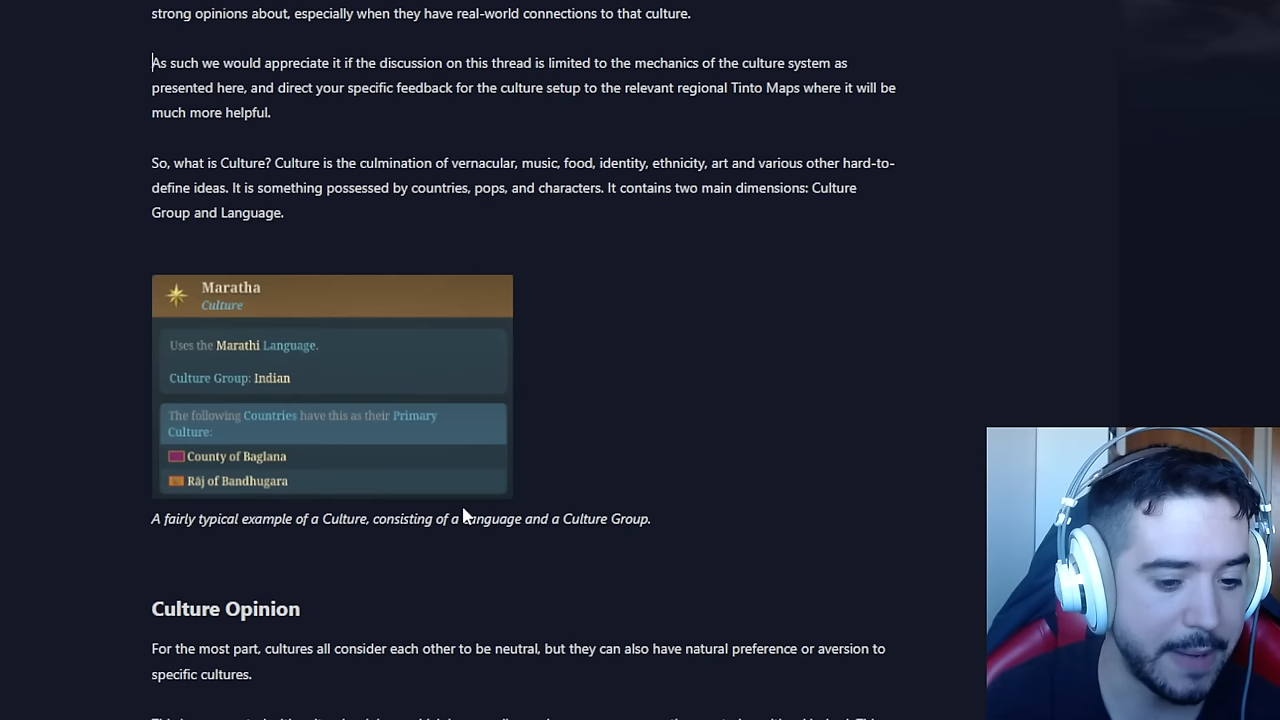 strong opinions about, especially when they have real-world connections to that culture.
As such we would appreciate it if the discussion on this thread is limited to the mechanics of the culture system as
presented here, and direct your specific feedback for the culture setup to the relevant regional Tinto Maps where it will be
much more helpful.
So, what is Culture? Culture is the culmination of vernacular, music, food, identity, ethnicity, art and various other hard-to-
define ideas. It is something possessed by countries, pops, and characters. It contains two main dimensions: Culture
Group and Language.
Maratha
Culture
Uses the Marathi Language.
Culture Group: Indian
The following Countries have this as their Primary
Culture:
County of Baglana
Râj of Bandhugara
A fairly typical example of a Culture, consisting of a Language and a Culture Group.
Culture Opinion
For the most part, cultures all consider each other to be neutral, but they can also have natural preference or aversion to
specific cultures.